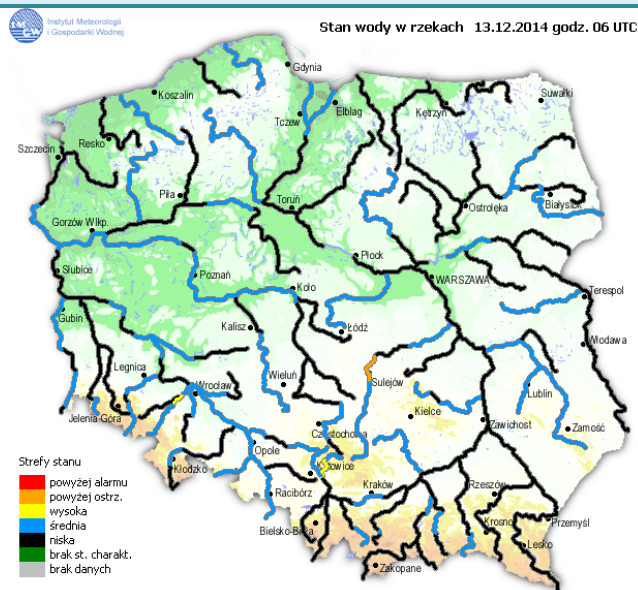 Instytut Meteorologii
i Gospodarki Wodnej
Stan wody w rzekach 13.12.2014 godz. 06 UTC
Gdynia
Koszalin
Suwałki
Elbląg
Kętrzyn
Tczew
Resko
Szczecin
Piła
Białystok
Toruń
Ostrołęka
Gorzów Wlkp.
Płock
Słubice
Poznań
WARSZAWA
Koło
Terespol
Gubin
Kalisz
Łódź
Włodawa
Legnica
Wieluń
Sulejów
Wrocław
Lublin
Jelenia-Góra
Kielce
Zawichost
Zamość
Częstochowa
Opole
Kłodzko
Katowice
Racibórz
Kraków
Rzeszów
Przemyśl
Bielsko-Biała
Krosno
Lesko
Zakopane
Strefy stanu
powyżej alarmu
powyżej ostrz.
wysoka
średnia
niska
brak st. charakt.
brak danych